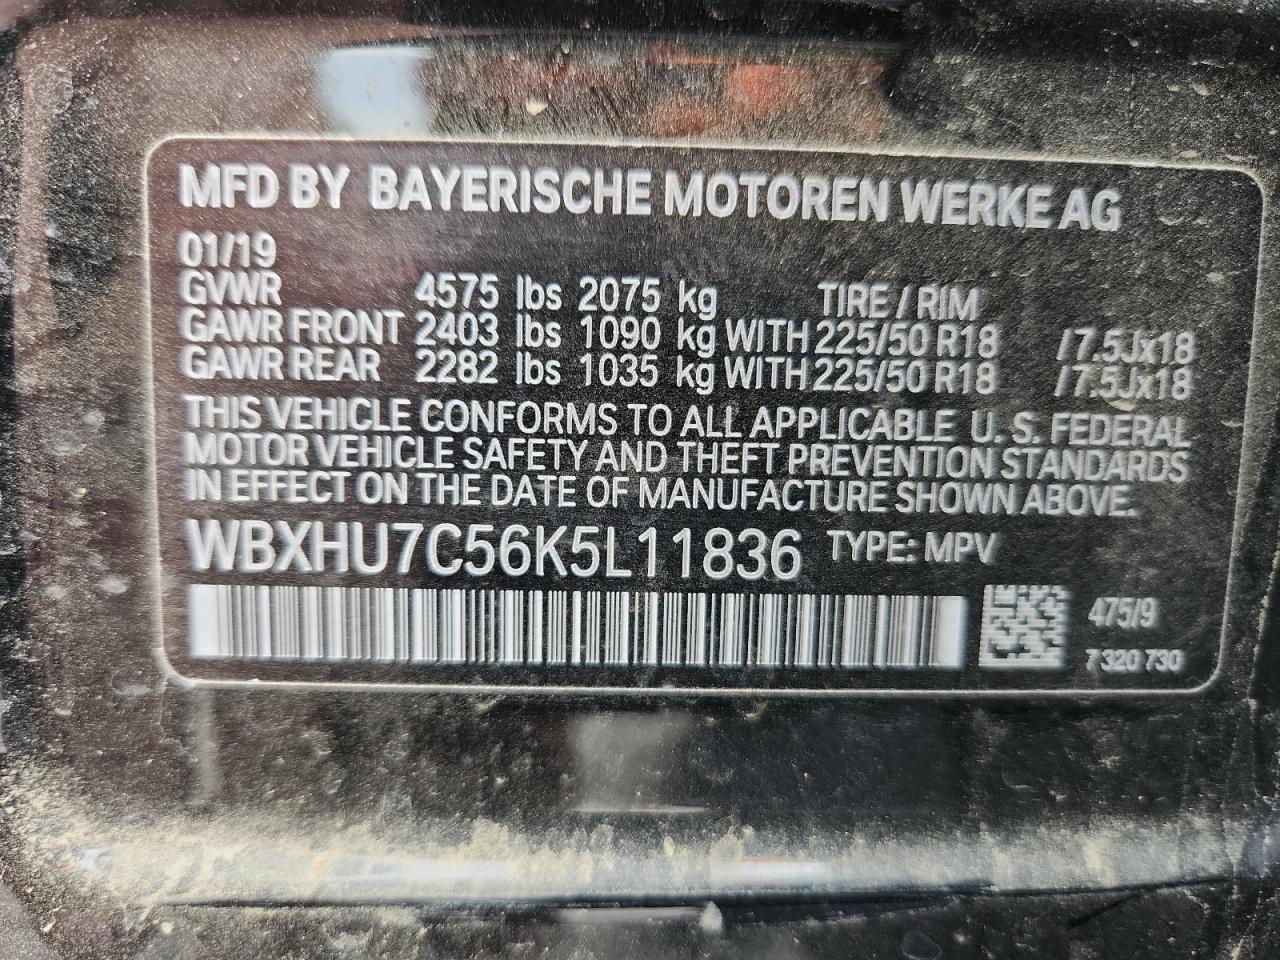 MFD BY BAYERISCHE MOTOREN WERKE AG
01/19
GVWR 4575 lbs 2075 kg TIRE / RIM
GAWR FRONT 2403 lbs 1090 kg WITH 225/50 R18 /7.5Jx18
GAWR REAR 2282 lbs 1035 kg WITH 225/50 R18 /7.5Jx18
THIS VEHICLE CONFORMS TO ALL APPLICABLE U. S. FEDERAL
MOTOR VEHICLE SAFETY AND THEFT PREVENTION STANDARDS
IN EFFECT ON THE DATE OF MANUFACTURE SHOWN ABOVE.
WBXHU7C56K5L11836 TYPE: MPV
475/9
7 320 730